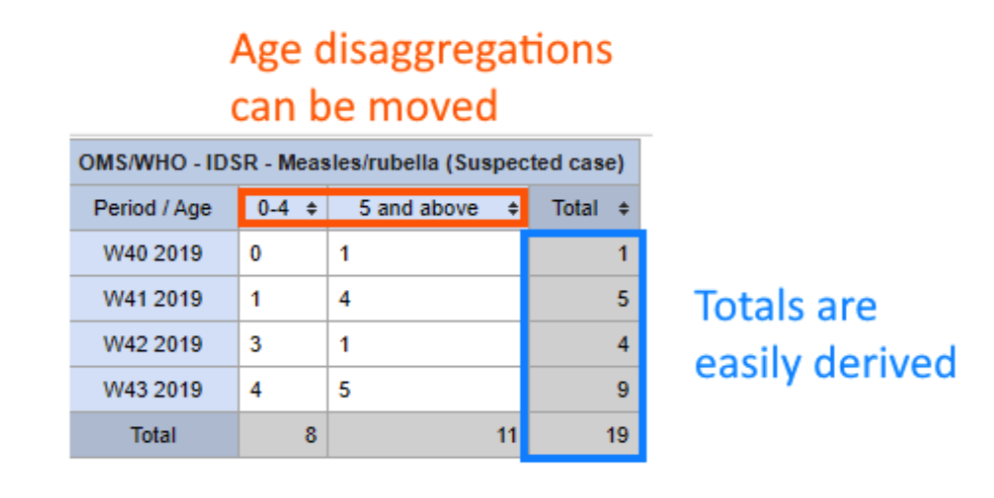 Age disaggregations
can be moved
OMS/WHO - IDSR - Measles/rubella (Suspected case)
Period / Age 0-4 5 and above Total
W40 2019 0 1 1
W41 2019 1 4 5
W42 2019 3 1 4
W43 2019 4 5 9
Total 8 11 19
Totals are
easily derived